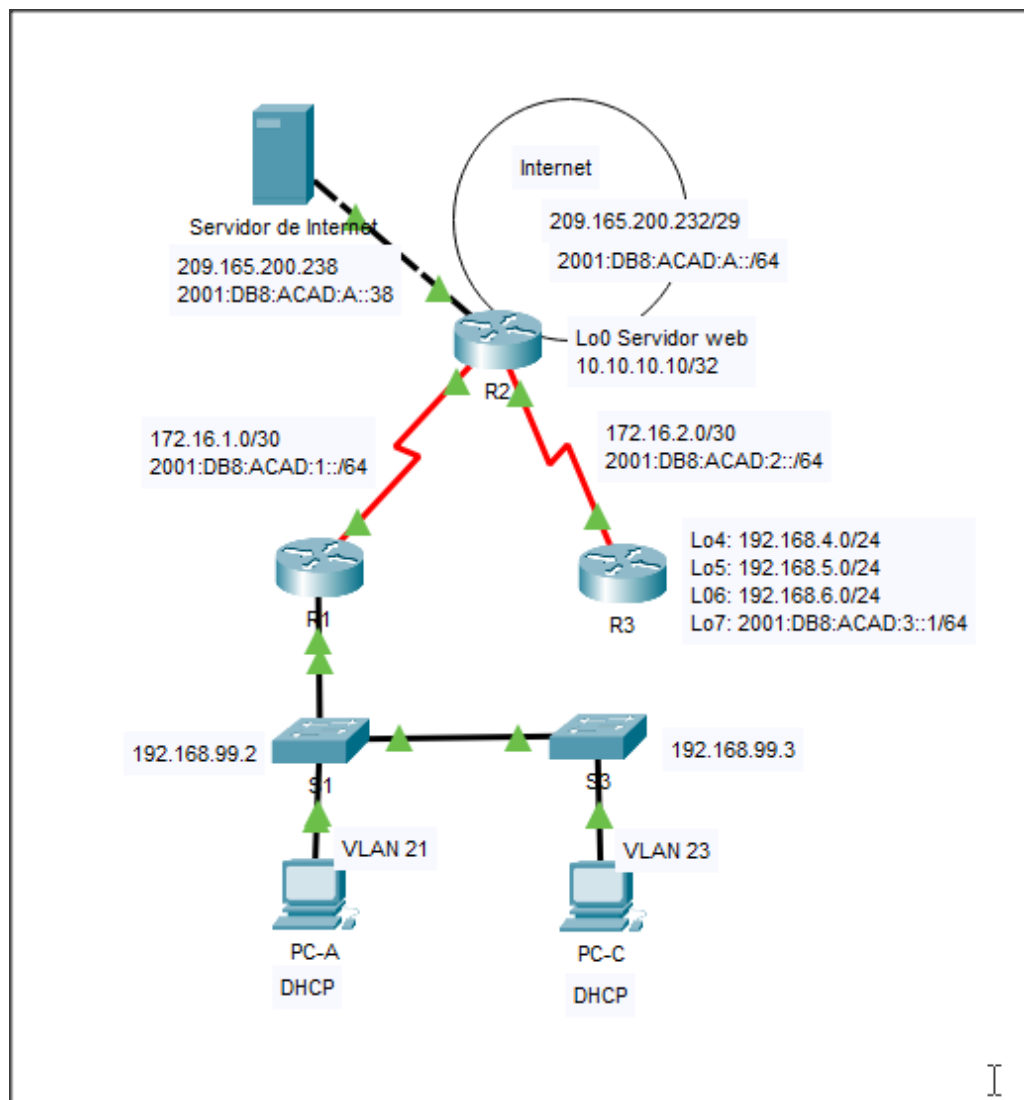 Internet
209.165.200.232/29
2001:DB8:ACAD:A::/64
Servidor de Internet
209.165.200.238
2001:DB8:ACAD:A::38
Lo0 Servidor web
10.10.10.10/32
R2
172.16.1.0/30
2001:DB8:ACAD:1::/64
172.16.2.0/30
2001:DB8:ACAD:2::/64
R1
R3
Lo4: 192.168.4.0/24
Lo5: 192.168.5.0/24
L06: 192.168.6.0/24
Lo7: 2001:DB8:ACAD:3::1/64
192.168.99.2
S1
S3
192.168.99.3
VLAN 21
VLAN 23
PC-A
DHCP
PC-C
DHCP